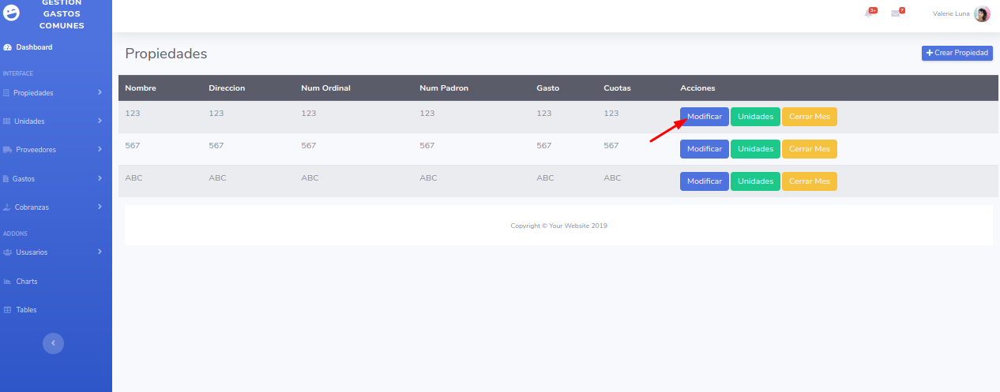 GESTION
GASTOS
COMUNES
Dashboard
INTERFACE
Propiedades
Unidades
Proveedores
Gastos
Cobranzas
ADDONS
Ususarios
Charts
Tables
3+ 7 Valerie Luna
Propiedades
Crear Propiedad
Nombre Direccion Num Ordinal Num Padron Gasto Cuotas Acciones
123 123 123 123 123 123 Modificar Unidades Cerrar Mes
567 567 567 567 567 567 Modificar Unidades Cerrar Mes
ABC ABC ABC ABC ABC ABC Modificar Unidades Cerrar Mes
Copyright © Your Website 2019